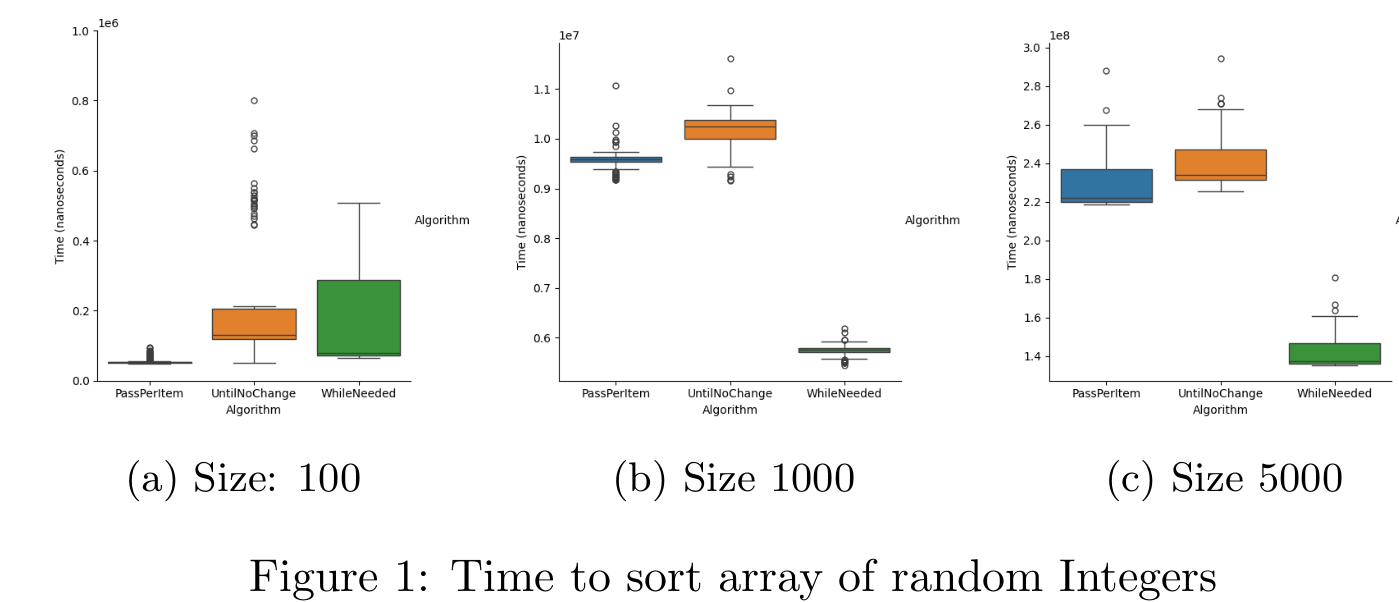 1e6
1.0
0.8
0.6
0.4
0.2
0.0
Time (nanoseconds)
PassPerItem UntilNoChange WhileNeeded
Algorithm
Algorithm
(a) Size: 100
1e7
1.1
1.0
0.9
0.8
0.7
0.6
Time (nanoseconds)
PassPerItem UntilNoChange WhileNeeded
Algorithm
Algorithm
(b) Size 1000
1e8
3.0
2.8
2.6
2.4
2.2
2.0
1.8
1.6
1.4
Time (nanoseconds)
PassPerItem UntilNoChange WhileNeeded
Algorithm
(c) Size 5000
Figure 1: Time to sort array of random Integers